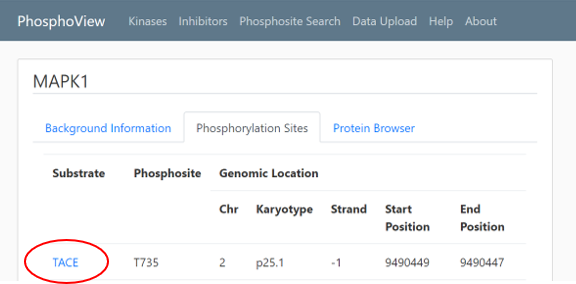 PhosphoView Kinases Inhibitors Phosphosite Search Data Upload Help About
MAPK1
Background Information Phosphorylation Sites Protein Browser
Substrate Phosphosite Genomic Location
Chr Karyotype Strand Start Position End Position
TACE T735 2 p25.1 -1 9490449 9490447